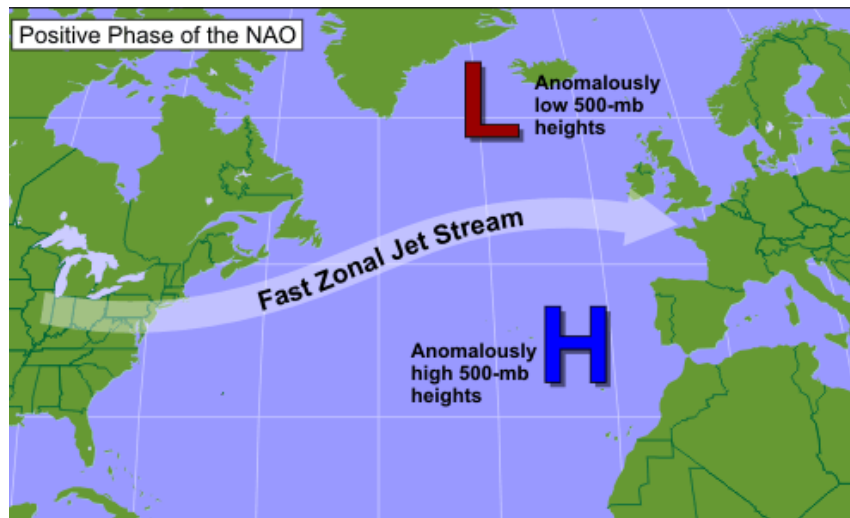 Positive Phase of the NAO
L
Anomalously
low 500-mb
heights
Fast Zonal Jet Stream
H
Anomalously
high 500-mb
heights